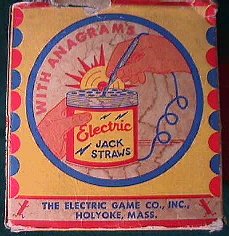 WITH ANAGRAMS
Electric
JACK
STRAWS
THE ELECTRIC GAME CO., INC.,
HOLYOKE, MASS.